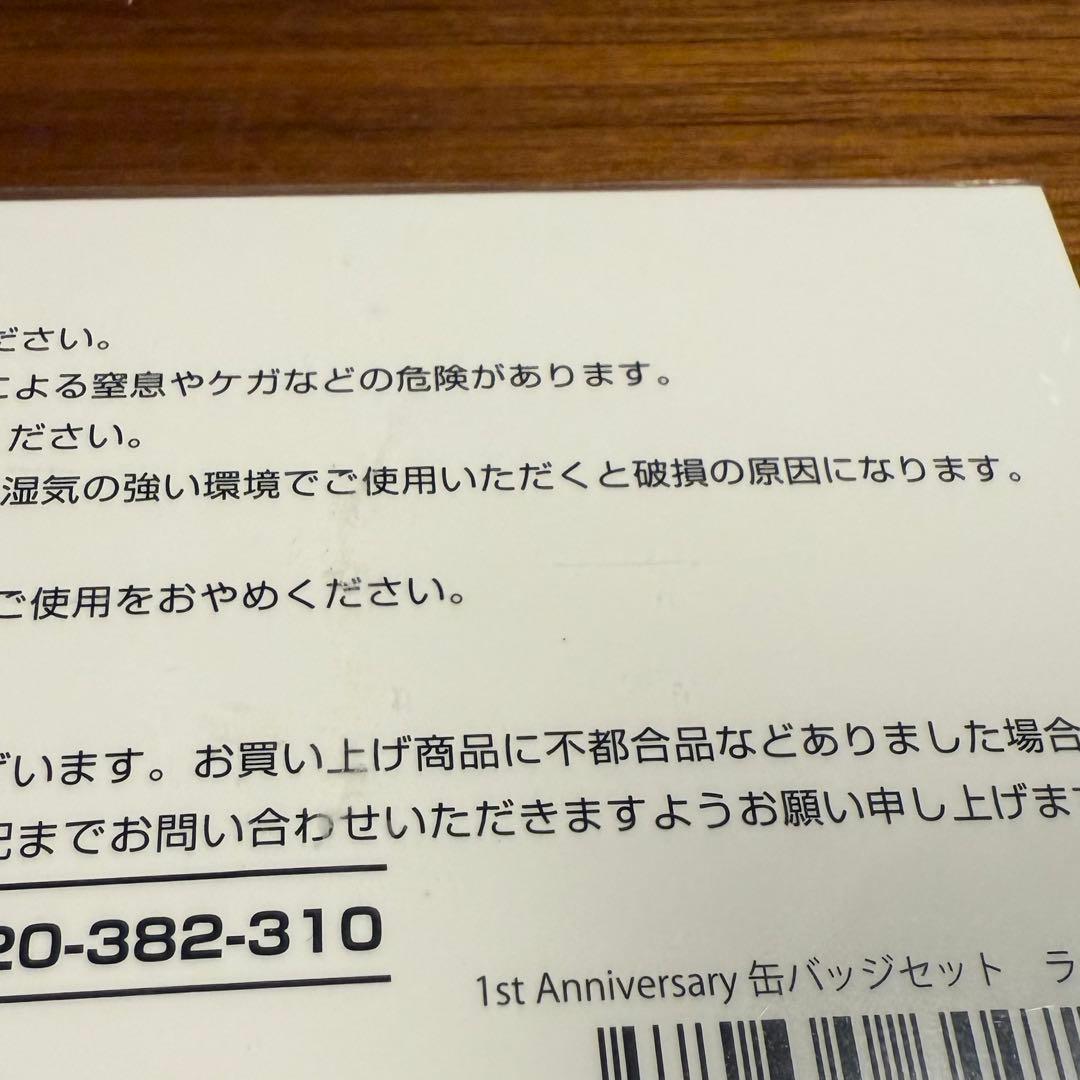 ださい。
による窒息やケガなどの危険があります。
ください。
湿気の強い環境でご使用いただくと破損の原因になります。
ご使用をおやめください。
ざいます。お買い上げ商品に不都合品などありました場合
記までお問い合わせいただきますようお願い申し上げます
20-382-310
1st Anniversary 缶バッジセット　ラ